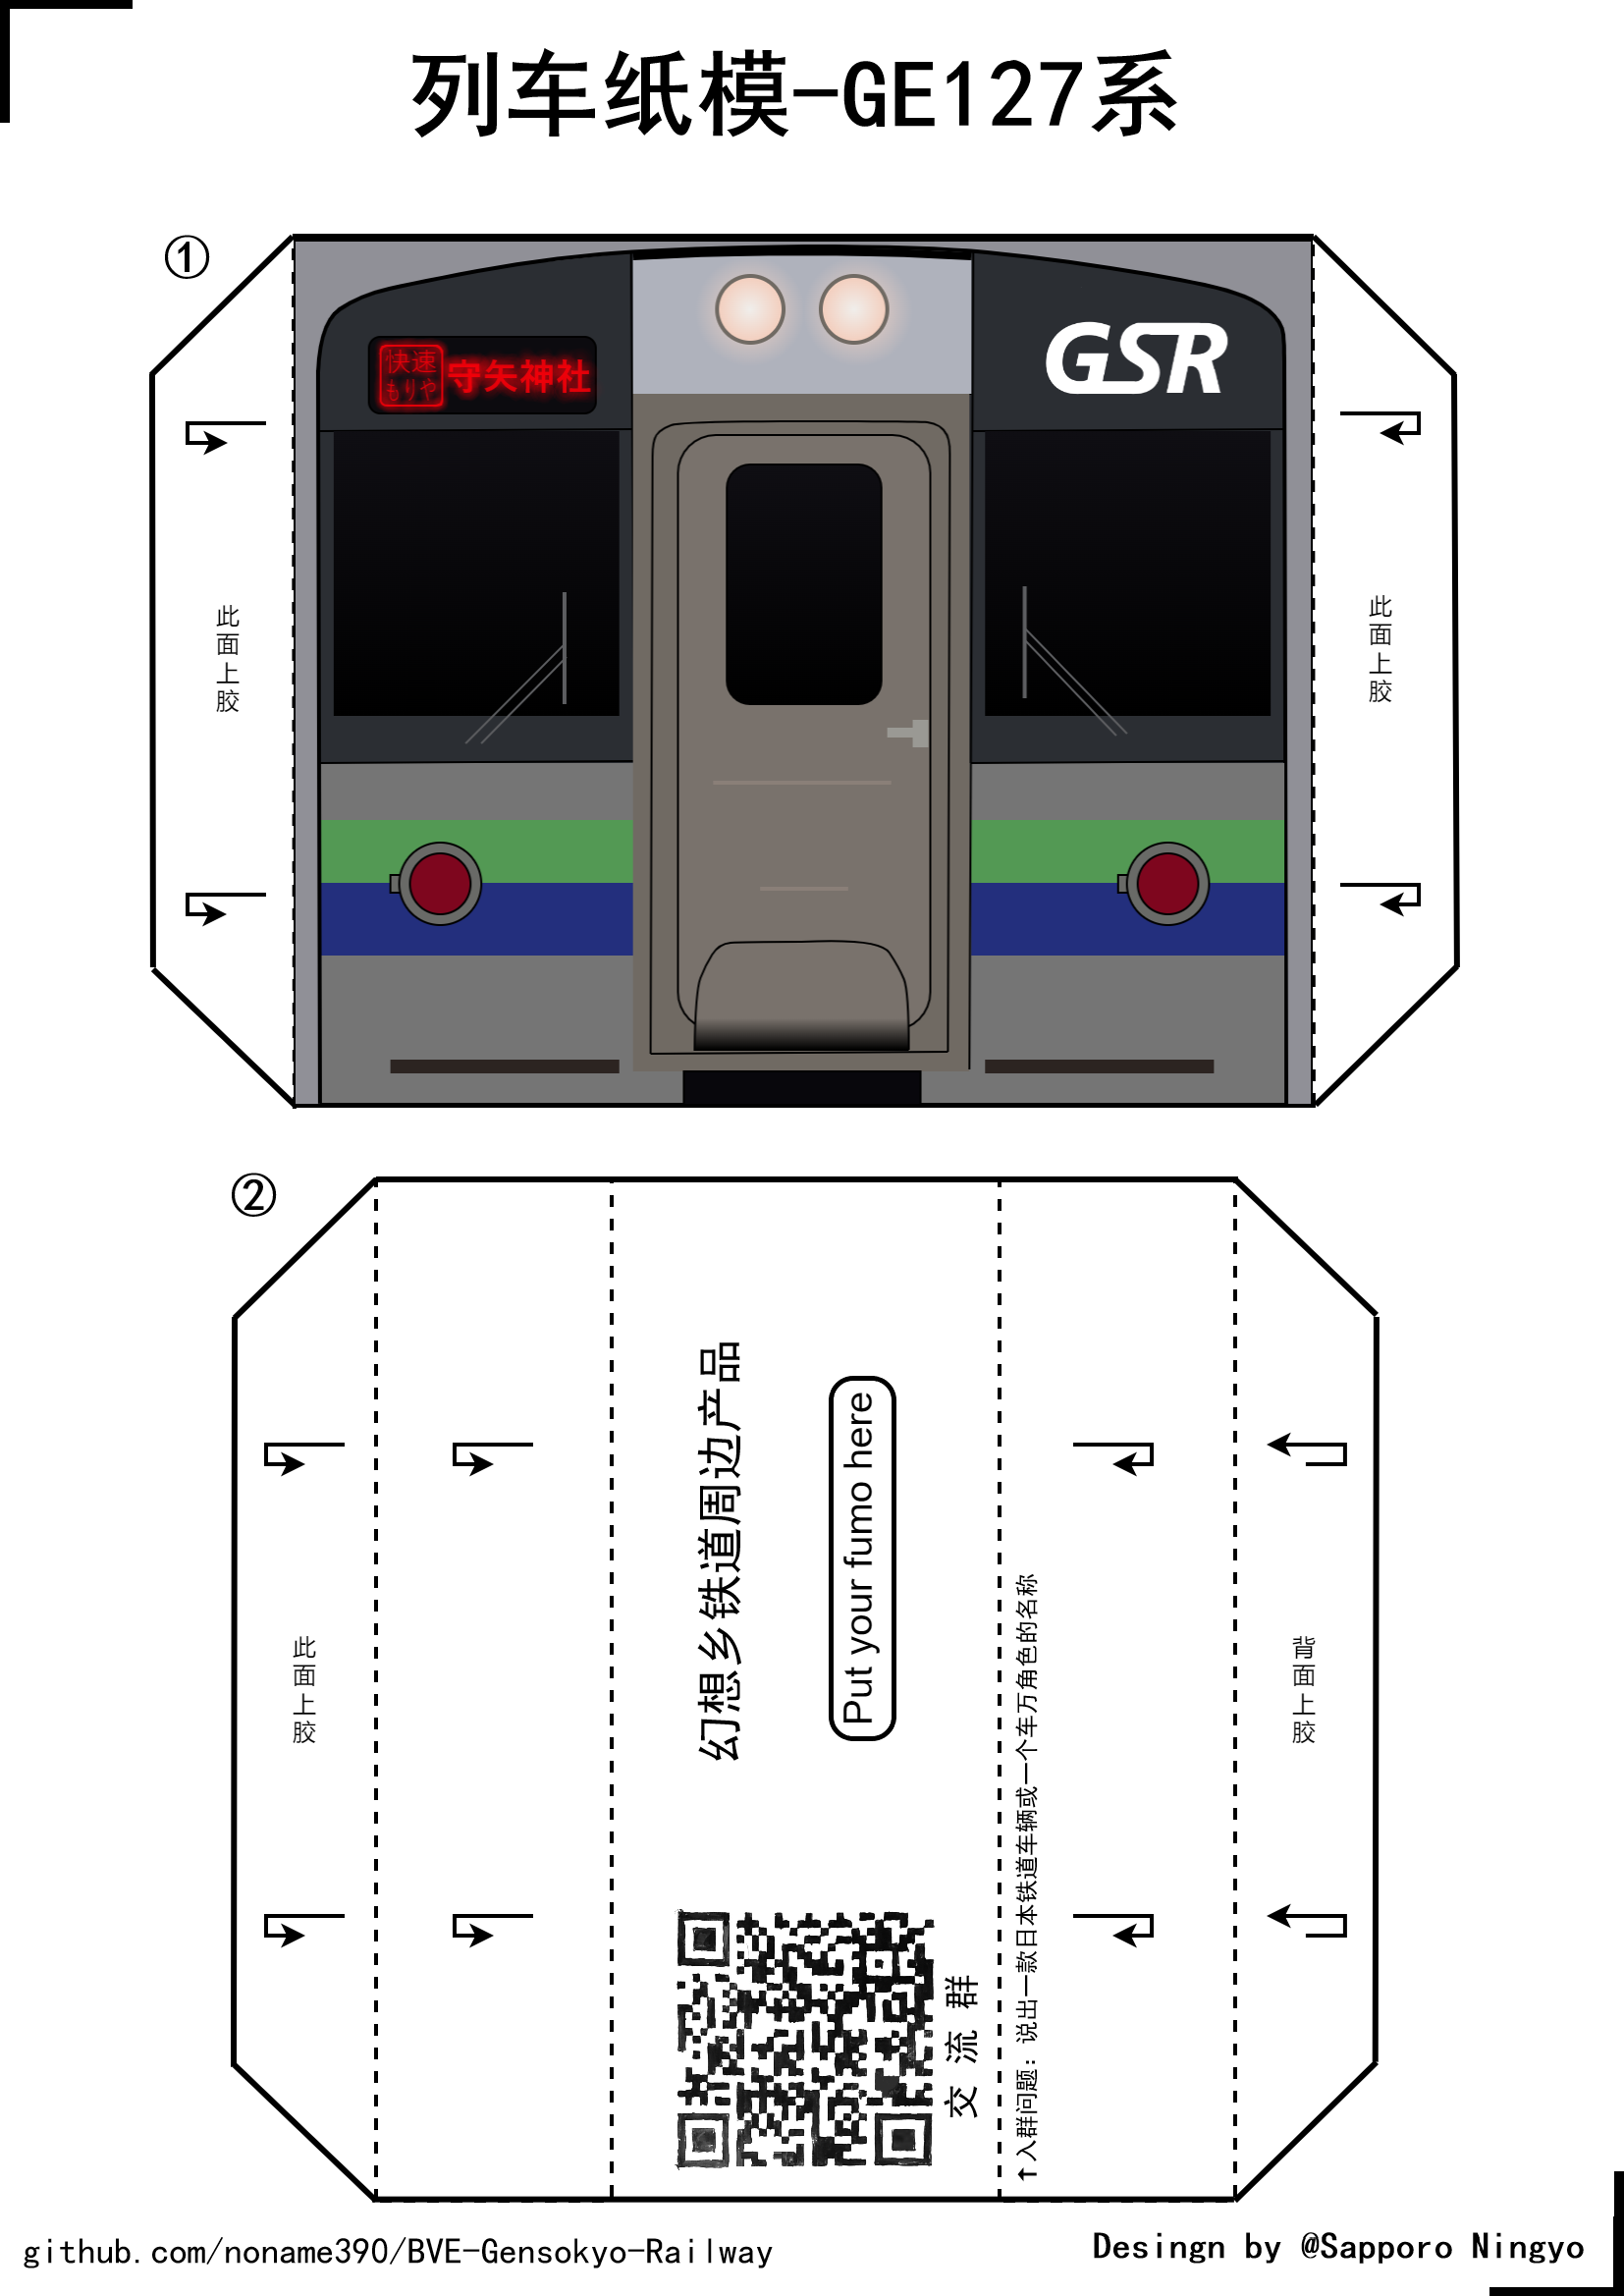 列车纸模-GE127系
①
快速
もりや
守矢神社
GSR
此面上胶
此面上胶
②
幻想乡铁道周边产品
Put your fumo here
此面上胶
背面上胶
交流群
↑入群问题：说出一款日本铁道车辆或一个车万角色的名称
github.com/noname390/BVE-Gensokyo-Railway
Desingn by @Sapporo Ningyo